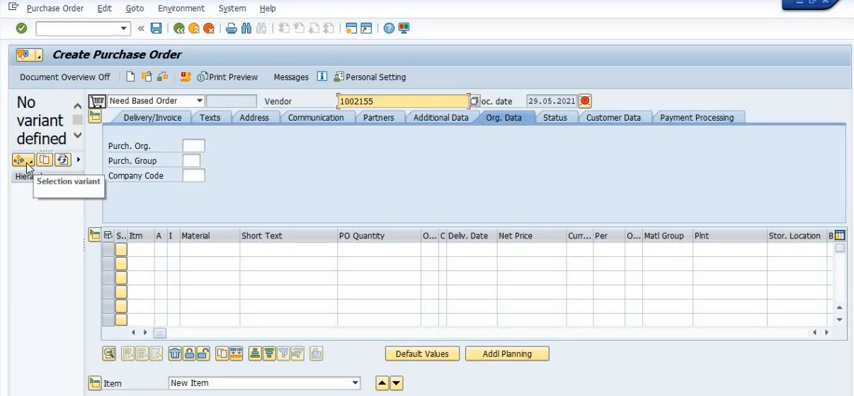 Purchase Order Edit Goto Environment System Help
Create Purchase Order
Document Overview Off Print Preview Messages Personal Setting
No
variant
defined
Selection variant
Need Based Order Vendor 1002155 oc. date 29.05.2021
Delivery/Invoice Texts Address Communication Partners Additional Data Org. Data Status Customer Data Payment Processing
Purch. Org.
Purch. Group
Company Code
S.. Itm A I Material Short Text PO Quantity O... C Deliv. Date Net Price Curr... Per O... Matl Group Plnt Stor. Location B
Default Values Addl Planning
Item New Item